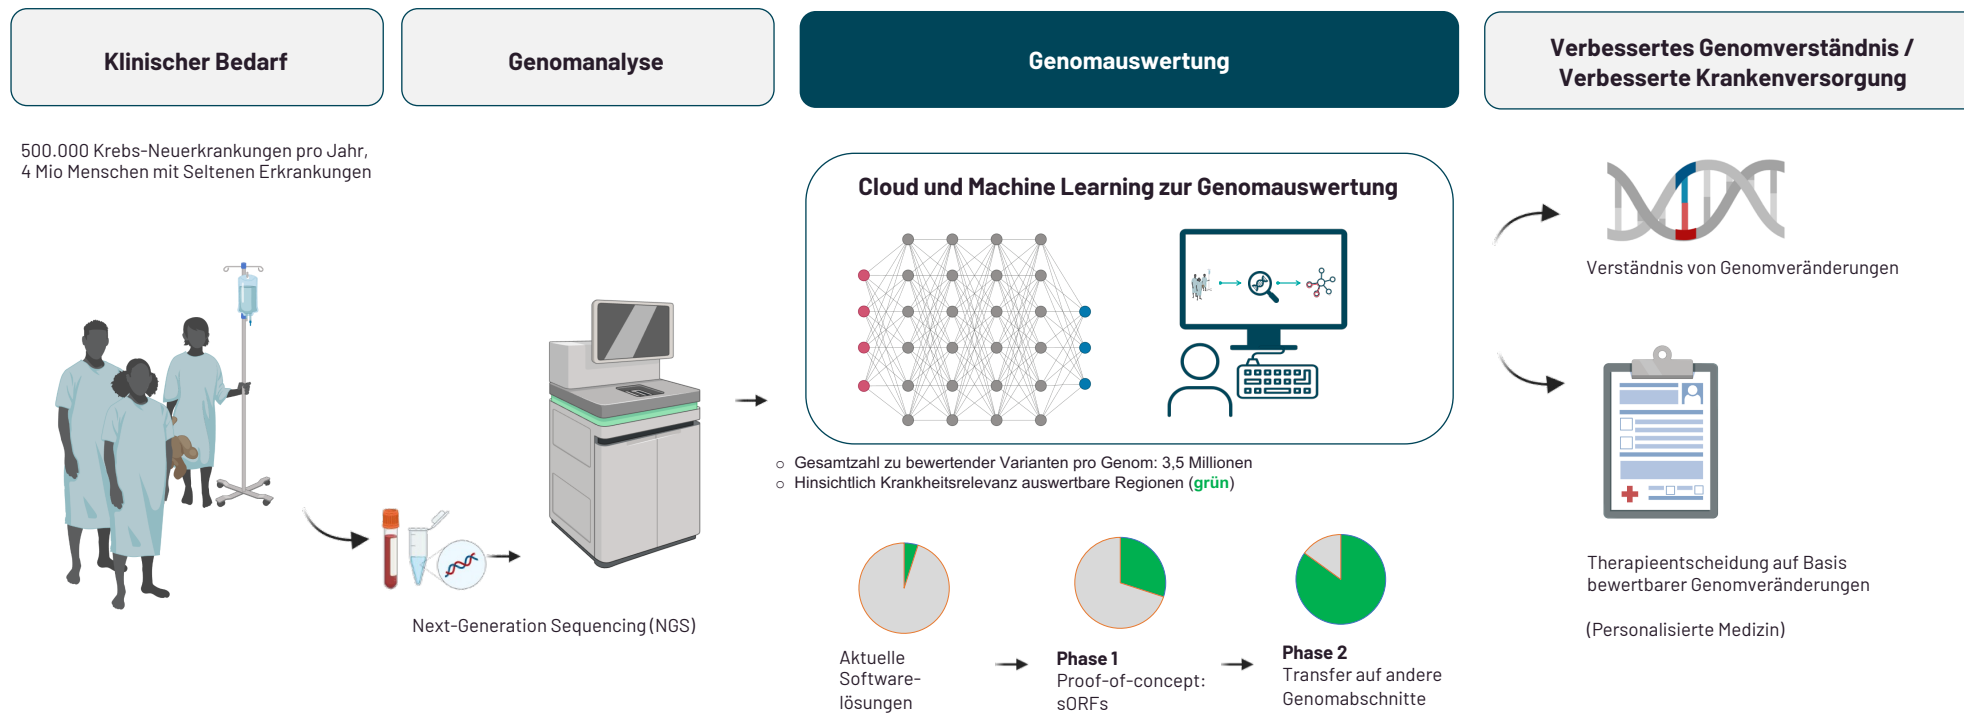 Klinischer Bedarf
Genomanalyse
Genomauswertung
Verbessertes Genomverständnis /
Verbesserte Krankenversorgung
500.000 Krebs-Neuerkrankungen pro Jahr,
4 Mio Menschen mit Seltenen Erkrankungen
Next-Generation Sequencing (NGS)
Cloud und Machine Learning zur Genomauswertung
○ Gesamtzahl zu bewertender Varianten pro Genom: 3,5 Millionen
○ Hinsichtlich Krankheitsrelevanz auswertbare Regionen (grün)
Aktuelle
Software-
lösungen
Phase 1
Proof-of-concept:
sORFs
Phase 2
Transfer auf andere
Genomabschnitte
Verständnis von Genomveränderungen
Therapieentscheidung auf Basis
bewertbarer Genomveränderungen
(Personalisierte Medizin)